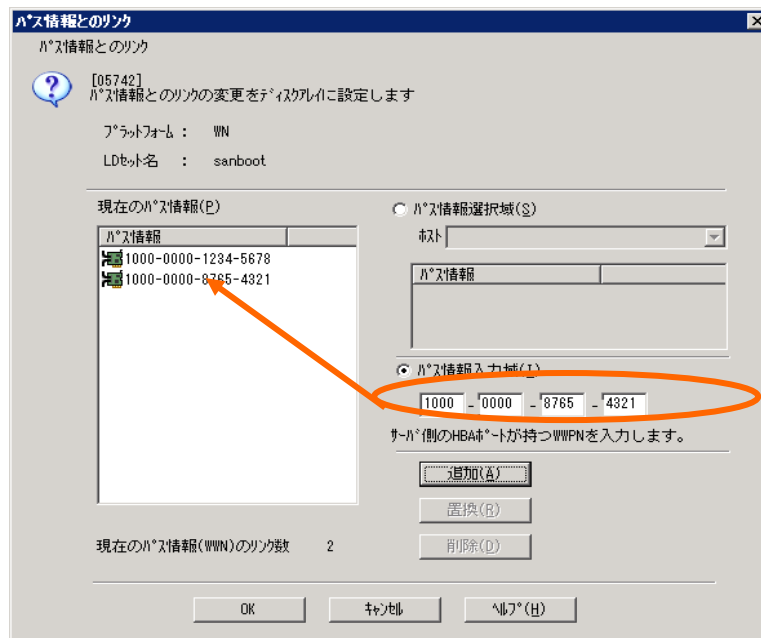 ﾊﾟｽ情報とのﾘﾝｸ
ﾊﾟｽ情報とのﾘﾝｸ
[05742]
ﾊﾟｽ情報とのﾘﾝｸの変更をﾃﾞｨｽｸｱﾚｲに設定します
ﾌﾟﾗｯﾄﾌｫｰﾑ : WN
LDｾｯﾄ名 : sanboot
現在のﾊﾟｽ情報(P)
ﾊﾟｽ情報
1000-0000-1234-5678
1000-0000-8765-4321
現在のﾊﾟｽ情報(WWN)のﾘﾝｸ数 2
ﾊﾟｽ情報選択域(S)
ﾎｽﾄ
ﾊﾟｽ情報
ﾊﾟｽ情報入力域(I)
1000 - 0000 - 8765 - 4321
ｻｰﾊﾞ側のHBAﾎﾟｰﾄが持つWWPNを入力します。
追加(A)
置換(R)
削除(D)
OK ｷｬﾝｾﾙ ﾍﾙﾌﾟ(H)